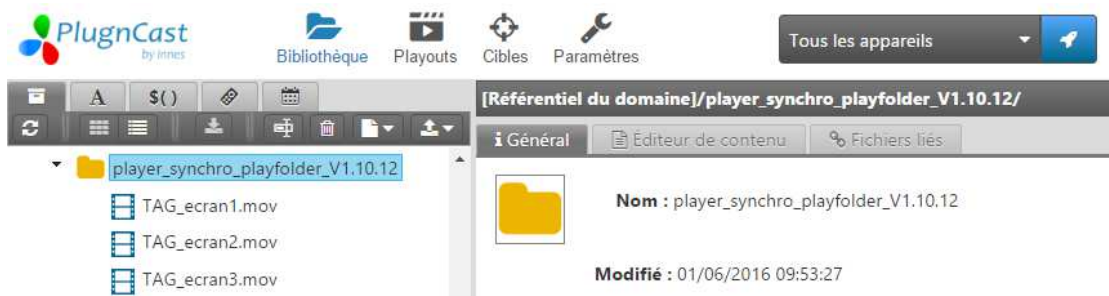 PlugnCast
by innes
Bibliothèque Playouts Cibles Paramètres
Tous les appareils
A $()
[Référentiel du domaine]/player_synchro_playfolder_V1.10.12/
i Général Éditeur de contenu Fichiers liés
player_synchro_playfolder_V1.10.12
TAG_ecran1.mov
TAG_ecran2.mov
TAG_ecran3.mov
Nom : player_synchro_playfolder_V1.10.12
Modifié : 01/06/2016 09:53:27